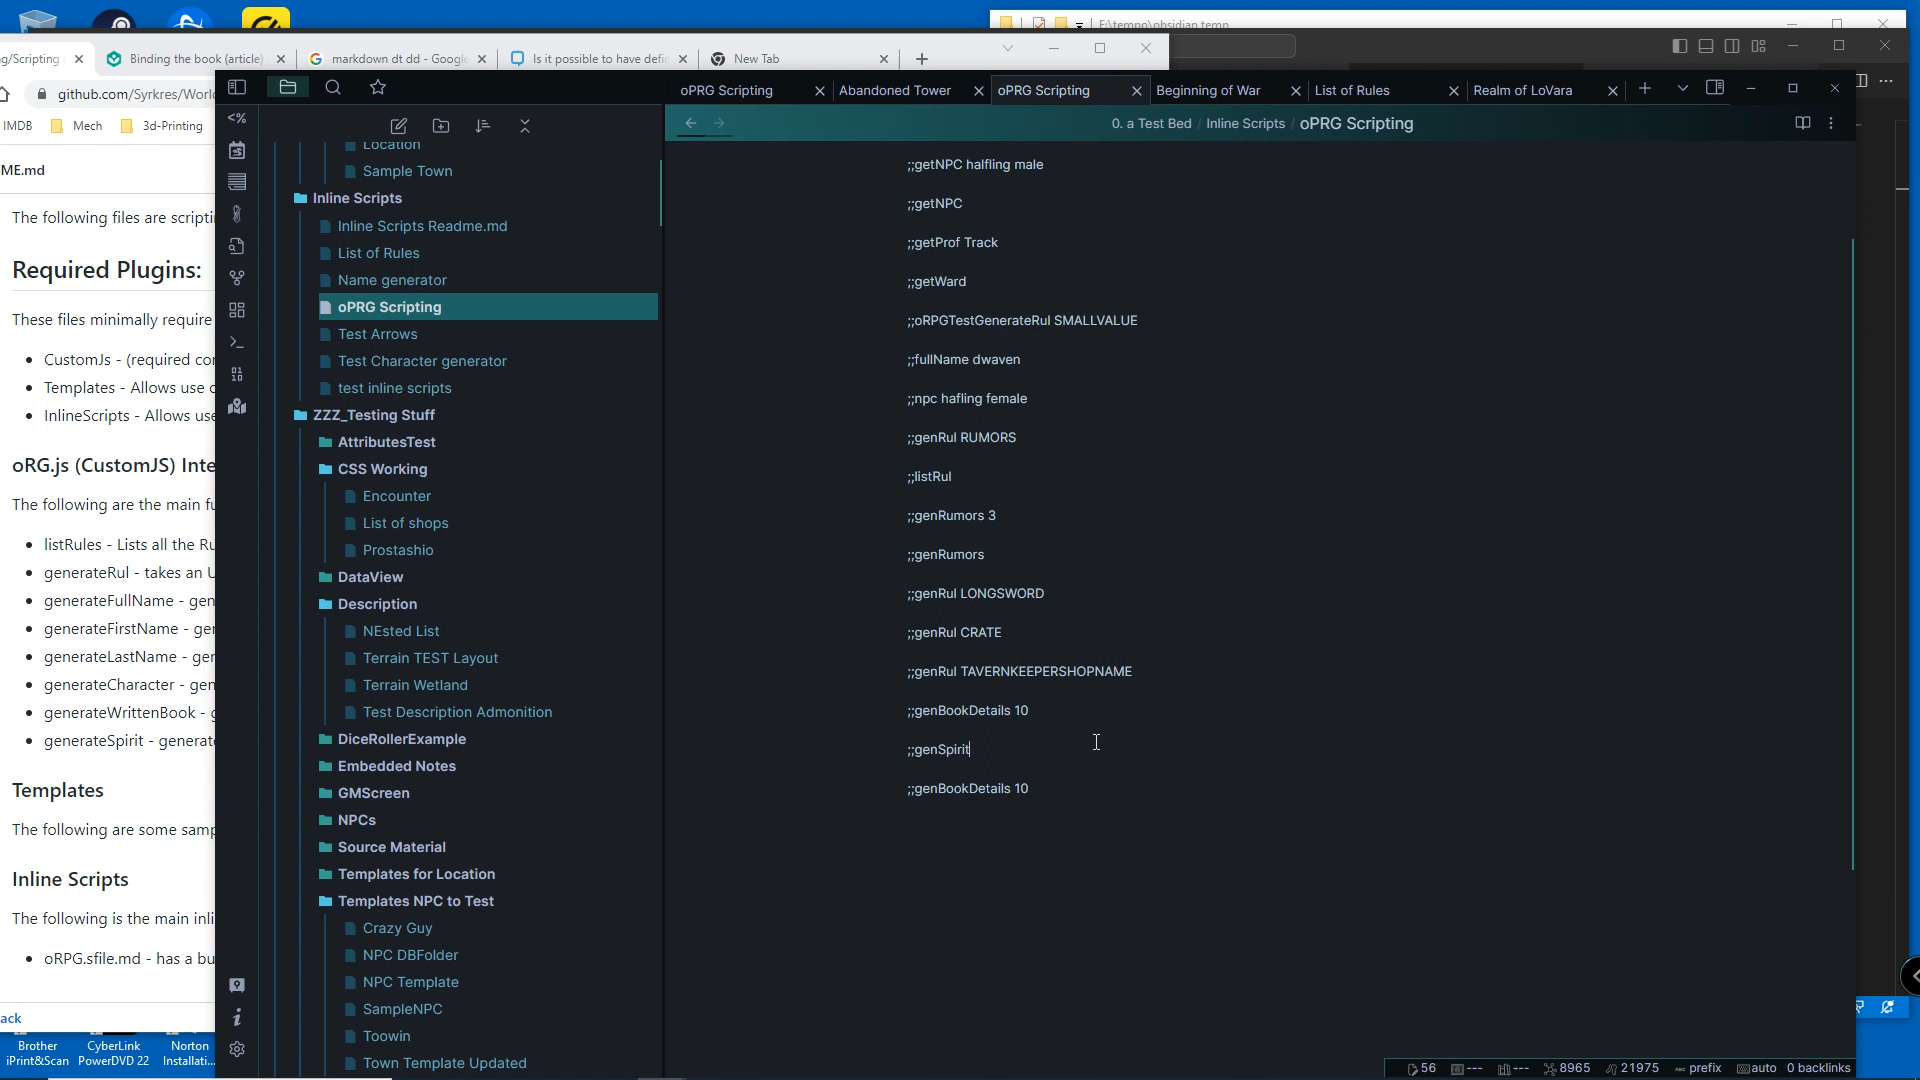 E:\tempo\obsidian temp
g/Scripting
Binding the book (article)
markdown dt dd - Google
Is it possible to have defin
New Tab
github.com/Syrkres/World
IMDB
Mech
3d-Printing
ME.md
The following files are scripti
Required Plugins:
These files minimally require
CustomJs - (required co
Templates - Allows use o
InlineScripts - Allows use
oRG.js (CustomJS) Inte
The following are the main fu
listRules - Lists all the Ru
generateRul - takes an U
generateFullName - gen
generateFirstName - ger
generateLastName - ger
generateCharacter - gen
generateWrittenBook - g
generateSpirit - generat
Templates
The following are some samp
Inline Scripts
The following is the main inli
oRPG.sfile.md - has a bu
ack
Brother iPrint&Scan
CyberLink PowerDVD 22
Norton Installati...
Location
Sample Town
Inline Scripts
Inline Scripts Readme.md
List of Rules
Name generator
oPRG Scripting
Test Arrows
Test Character generator
test inline scripts
ZZZ_Testing Stuff
AttributesTest
CSS Working
Encounter
List of shops
Prostashio
DataView
Description
NEsted List
Terrain TEST Layout
Terrain Wetland
Test Description Admonition
DiceRollerExample
Embedded Notes
GMScreen
NPCs
Source Material
Templates for Location
Templates NPC to Test
Crazy Guy
NPC DBFolder
NPC Template
SampleNPC
Toowin
Town Template Updated
oPRG Scripting
Abandoned Tower
oPRG Scripting
Beginning of War
List of Rules
Realm of LoVara
0. a Test Bed / Inline Scripts / oPRG Scripting
;;getNPC halfling male
;;getNPC
;;getProf Track
;;getWard
;;oRPGTestGenerateRul SMALLVALUE
;;fullName dwaven
;;npc hafling female
;;genRul RUMORS
;;listRul
;;genRumors 3
;;genRumors
;;genRul LONGSWORD
;;genRul CRATE
;;genRul TAVERNKEEPERSHOPNAME
;;genBookDetails 10
;;genSpirit
;;genBookDetails 10
56 --- --- 8965 21975 prefix auto 0 backlinks